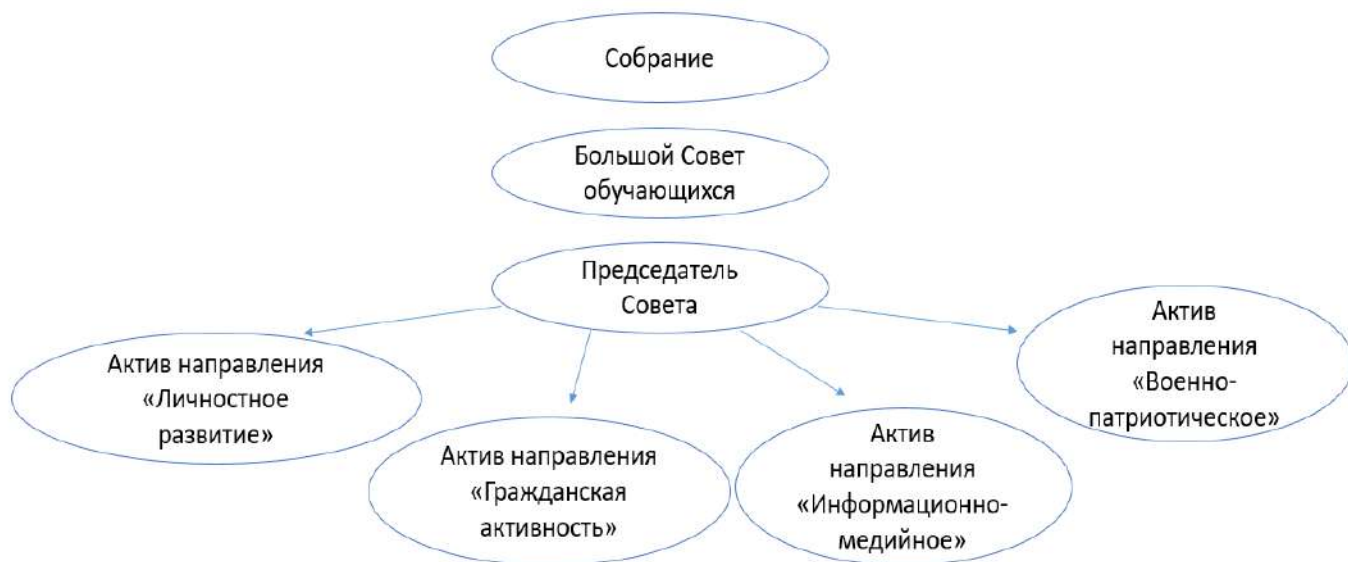 Собрание
Большой Совет
обучающихся
Председатель
Совета
Актив направления
«Личностное
развитие»
Актив направления
«Гражданская
активность»
Актив
направления
«Информационно-
медийное»
Актив
направления
«Военно-
патриотическое»